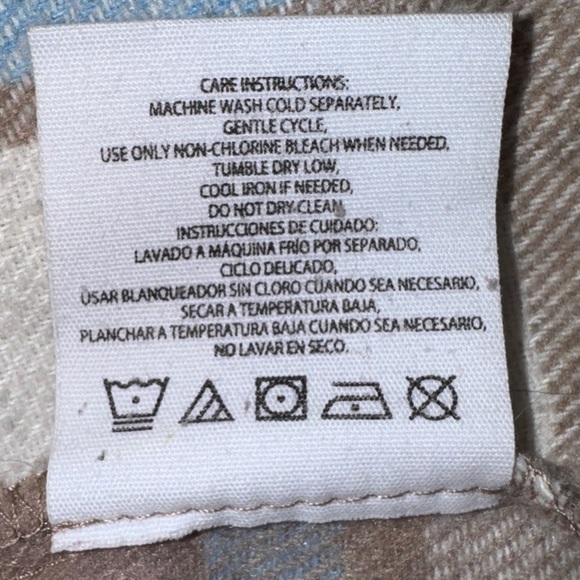 CARE INSTRUCTIONS:
MACHINE WASH COLD SEPARATELY,
GENTLE CYCLE,
USE ONLY NON-CHLORINE BLEACH WHEN NEEDED,
TUMBLE DRY LOW,
COOL IRON IF NEEDED,
DO NOT DRY CLEAN
INSTRUCCIONES DE CUIDADO:
LAVADO A MÁQUINA FRÍO POR SEPARADO,
CICLO DELICADO,
USAR BLANQUEADOR SIN CLORO CUANDO SEA NECESARIO,
SECAR A TEMPERATURA BAJA,
PLANCHAR A TEMPERATURA BAJA CUANDO SEA NECESARIO,
NO LAVAR EN SECO.